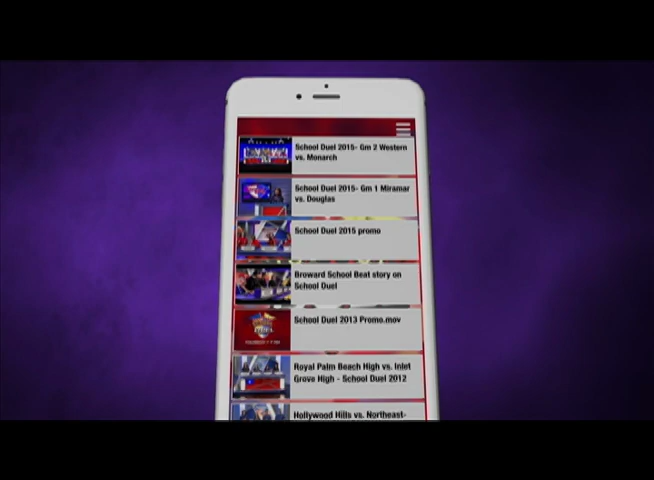 School Duel 2015- Gm 2 Western
vs. Monarch
School Duel 2015- Gm 1 Miramar
vs. Douglas
School Duel 2015 promo
Broward School Beat story on
School Duel
School Duel 2013 Promo.mov
DUEL
Royal Palm Beach High vs. Inlet
Grove High - School Duel 2012
Hollywood Hills vs. Northeast-